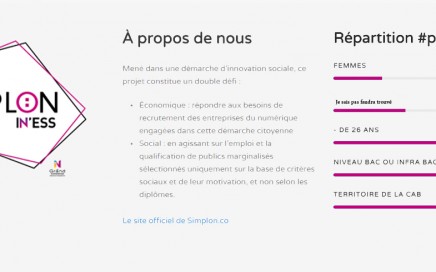 PLON
IN'ESS
À propos de nous
Mené dans une démarche d'innovation sociale, ce
projet constitue un double défi :
Économique : répondre aux besoins de
recrutement des entreprises du numérique
engagées dans cette démarche citoyenne
Social : en agissant sur l'emploi et la
qualification de publics marginalisés
sélectionnés uniquement sur la base de critères
sociaux et de leur motivation, et non selon les
diplômes.
Le site officiel de Simplon.co
Répartition #p
FEMMES
Je sais pas faudra trouvé
- DE 26 ANS
NIVEAU BAC OU INFRA BAC
TERRITOIRE DE LA CAB